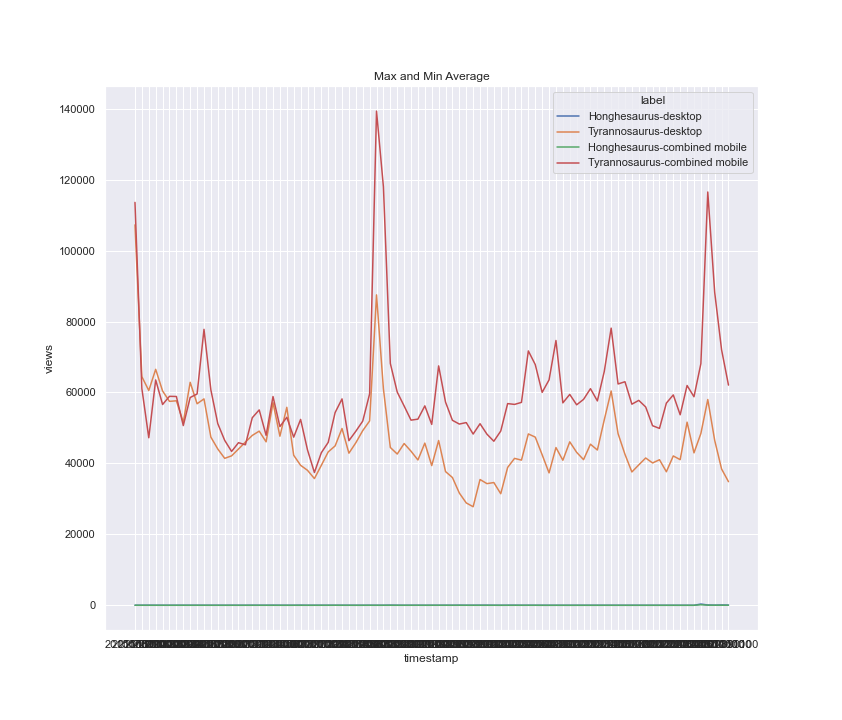 Max and Min Average
label
Honghesaurus-desktop
Tyrannosaurus-desktop
Honghesaurus-combined mobile
Tyrannosaurus-combined mobile
140000
120000
100000
80000
60000
40000
20000
0
views
timestamp